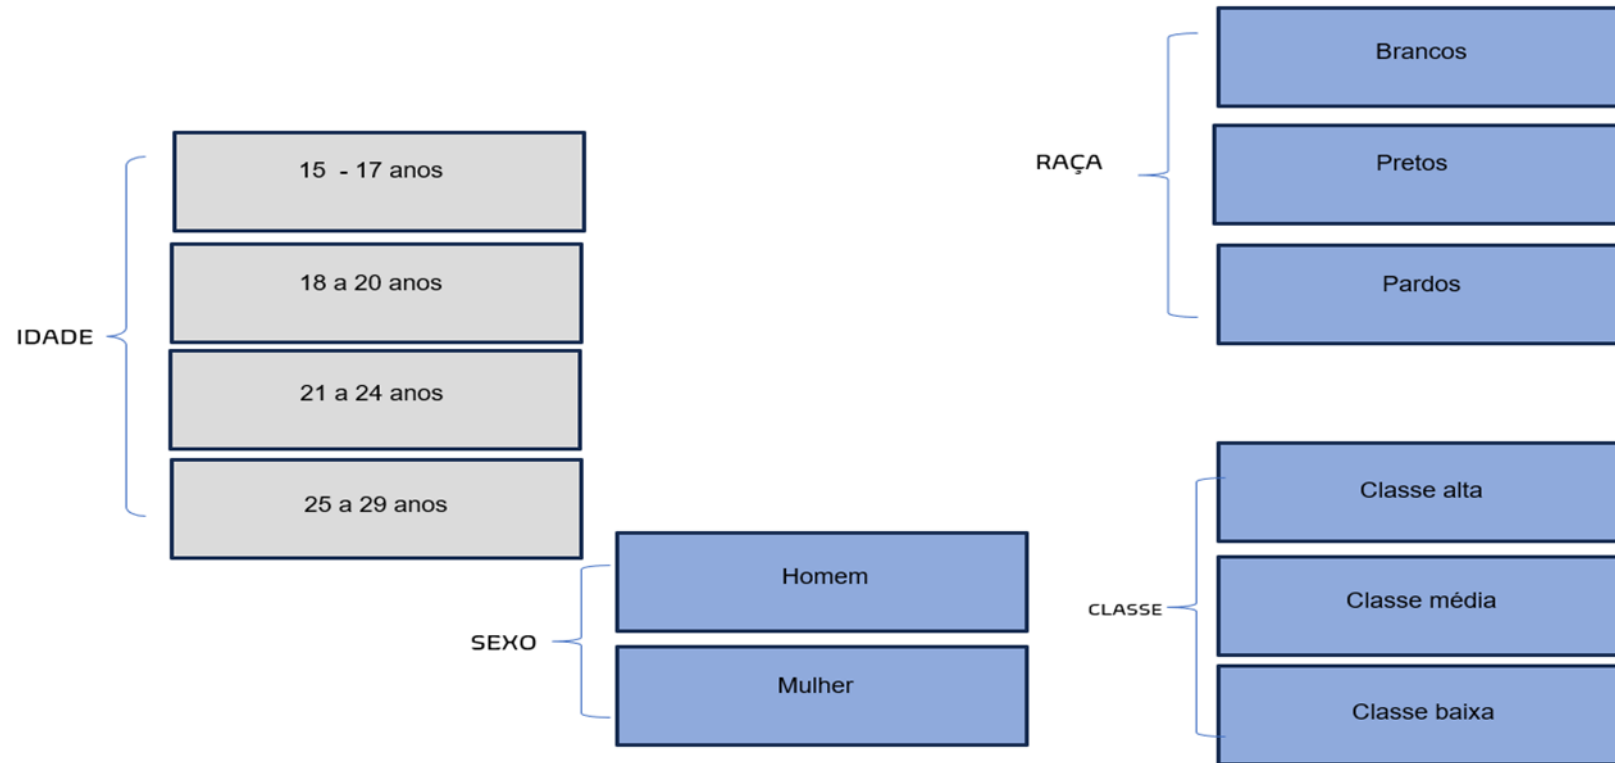 IDADE
15 - 17 anos
18 a 20 anos
21 a 24 anos
25 a 29 anos
SEXO
Homem
Mulher
RAÇA
Brancos
Pretos
Pardos
CLASSE
Classe alta
Classe média
Classe baixa